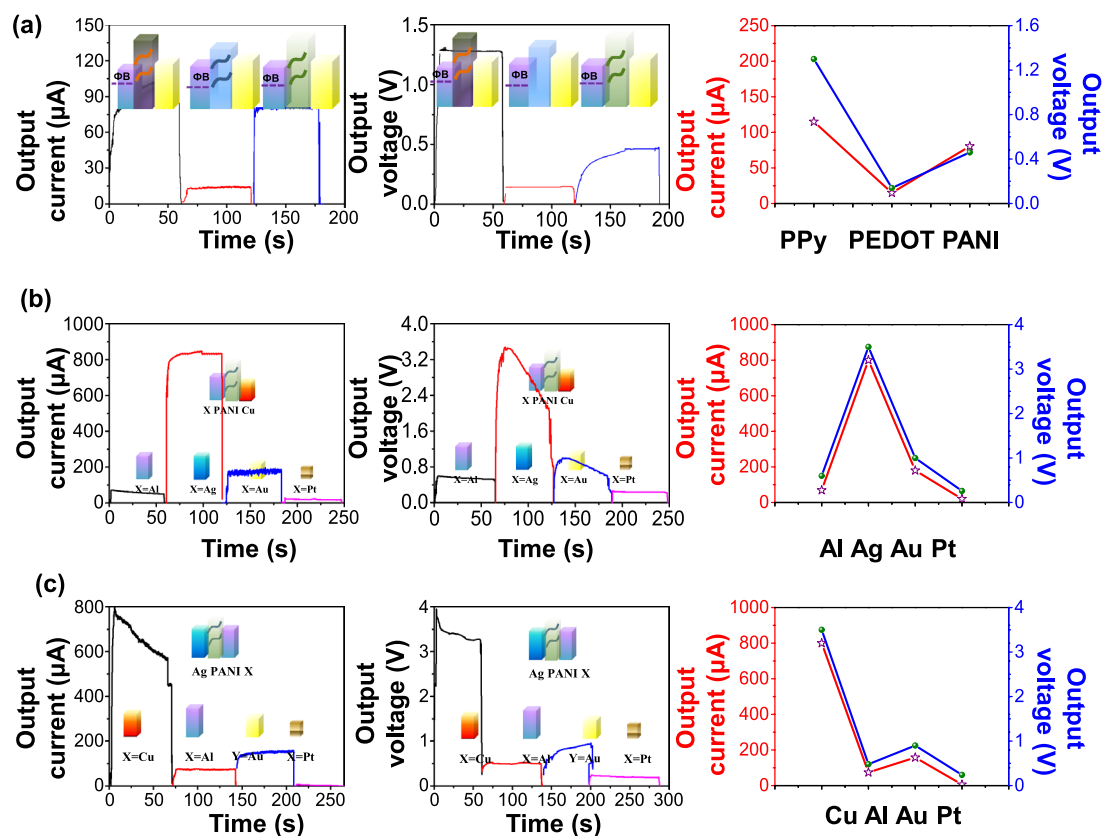 (a)
Output
current (µA)
150
120
90
60
30
0
ΦB
ΦB
ΦB
0 50 100 150 200
Time (s)
Output
voltage (V)
1.5
1.2
0.9
0.6
0.3
0.0
ΦB
ΦB
ΦB
0 50 100 150 200
Time (s)
Output
current (µA)
250
200
150
100
50
0
1.6
1.2
0.8
0.4
0.0
Output
voltage (V)
PPy PEDOT PANI
(b)
Output
current (µA)
1000
800
600
400
200
0
X PANI Cu
X=Al X=Ag X=Au X=Pt
0 50 100 150 200 250
Time (s)
Output
voltage (V)
4.0
3.2
2.4
1.6
0.8
0.0
X PANI Cu
X=Al X=Ag X=Au X=Pt
0 50 100 150 200 250
Time (s)
Output
current (µA)
1000
800
600
400
200
0
4
3
2
1
0
Output
voltage (V)
Al Ag Au Pt
(c)
Output
current (µA)
800
600
400
200
0
Ag PANI X
X=Cu X=Al Y=Au X=Pt
0 50 100 150 200 250
Time (s)
Output
voltage (V)
4
3
2
1
0
Ag PANI X
X=Cu X=Al Y=Au X=Pt
0 50 100 150 200 250 300
Time (s)
Output
current (µA)
1000
800
600
400
200
0
4
3
2
1
0
Output
voltage (V)
Cu Al Au Pt